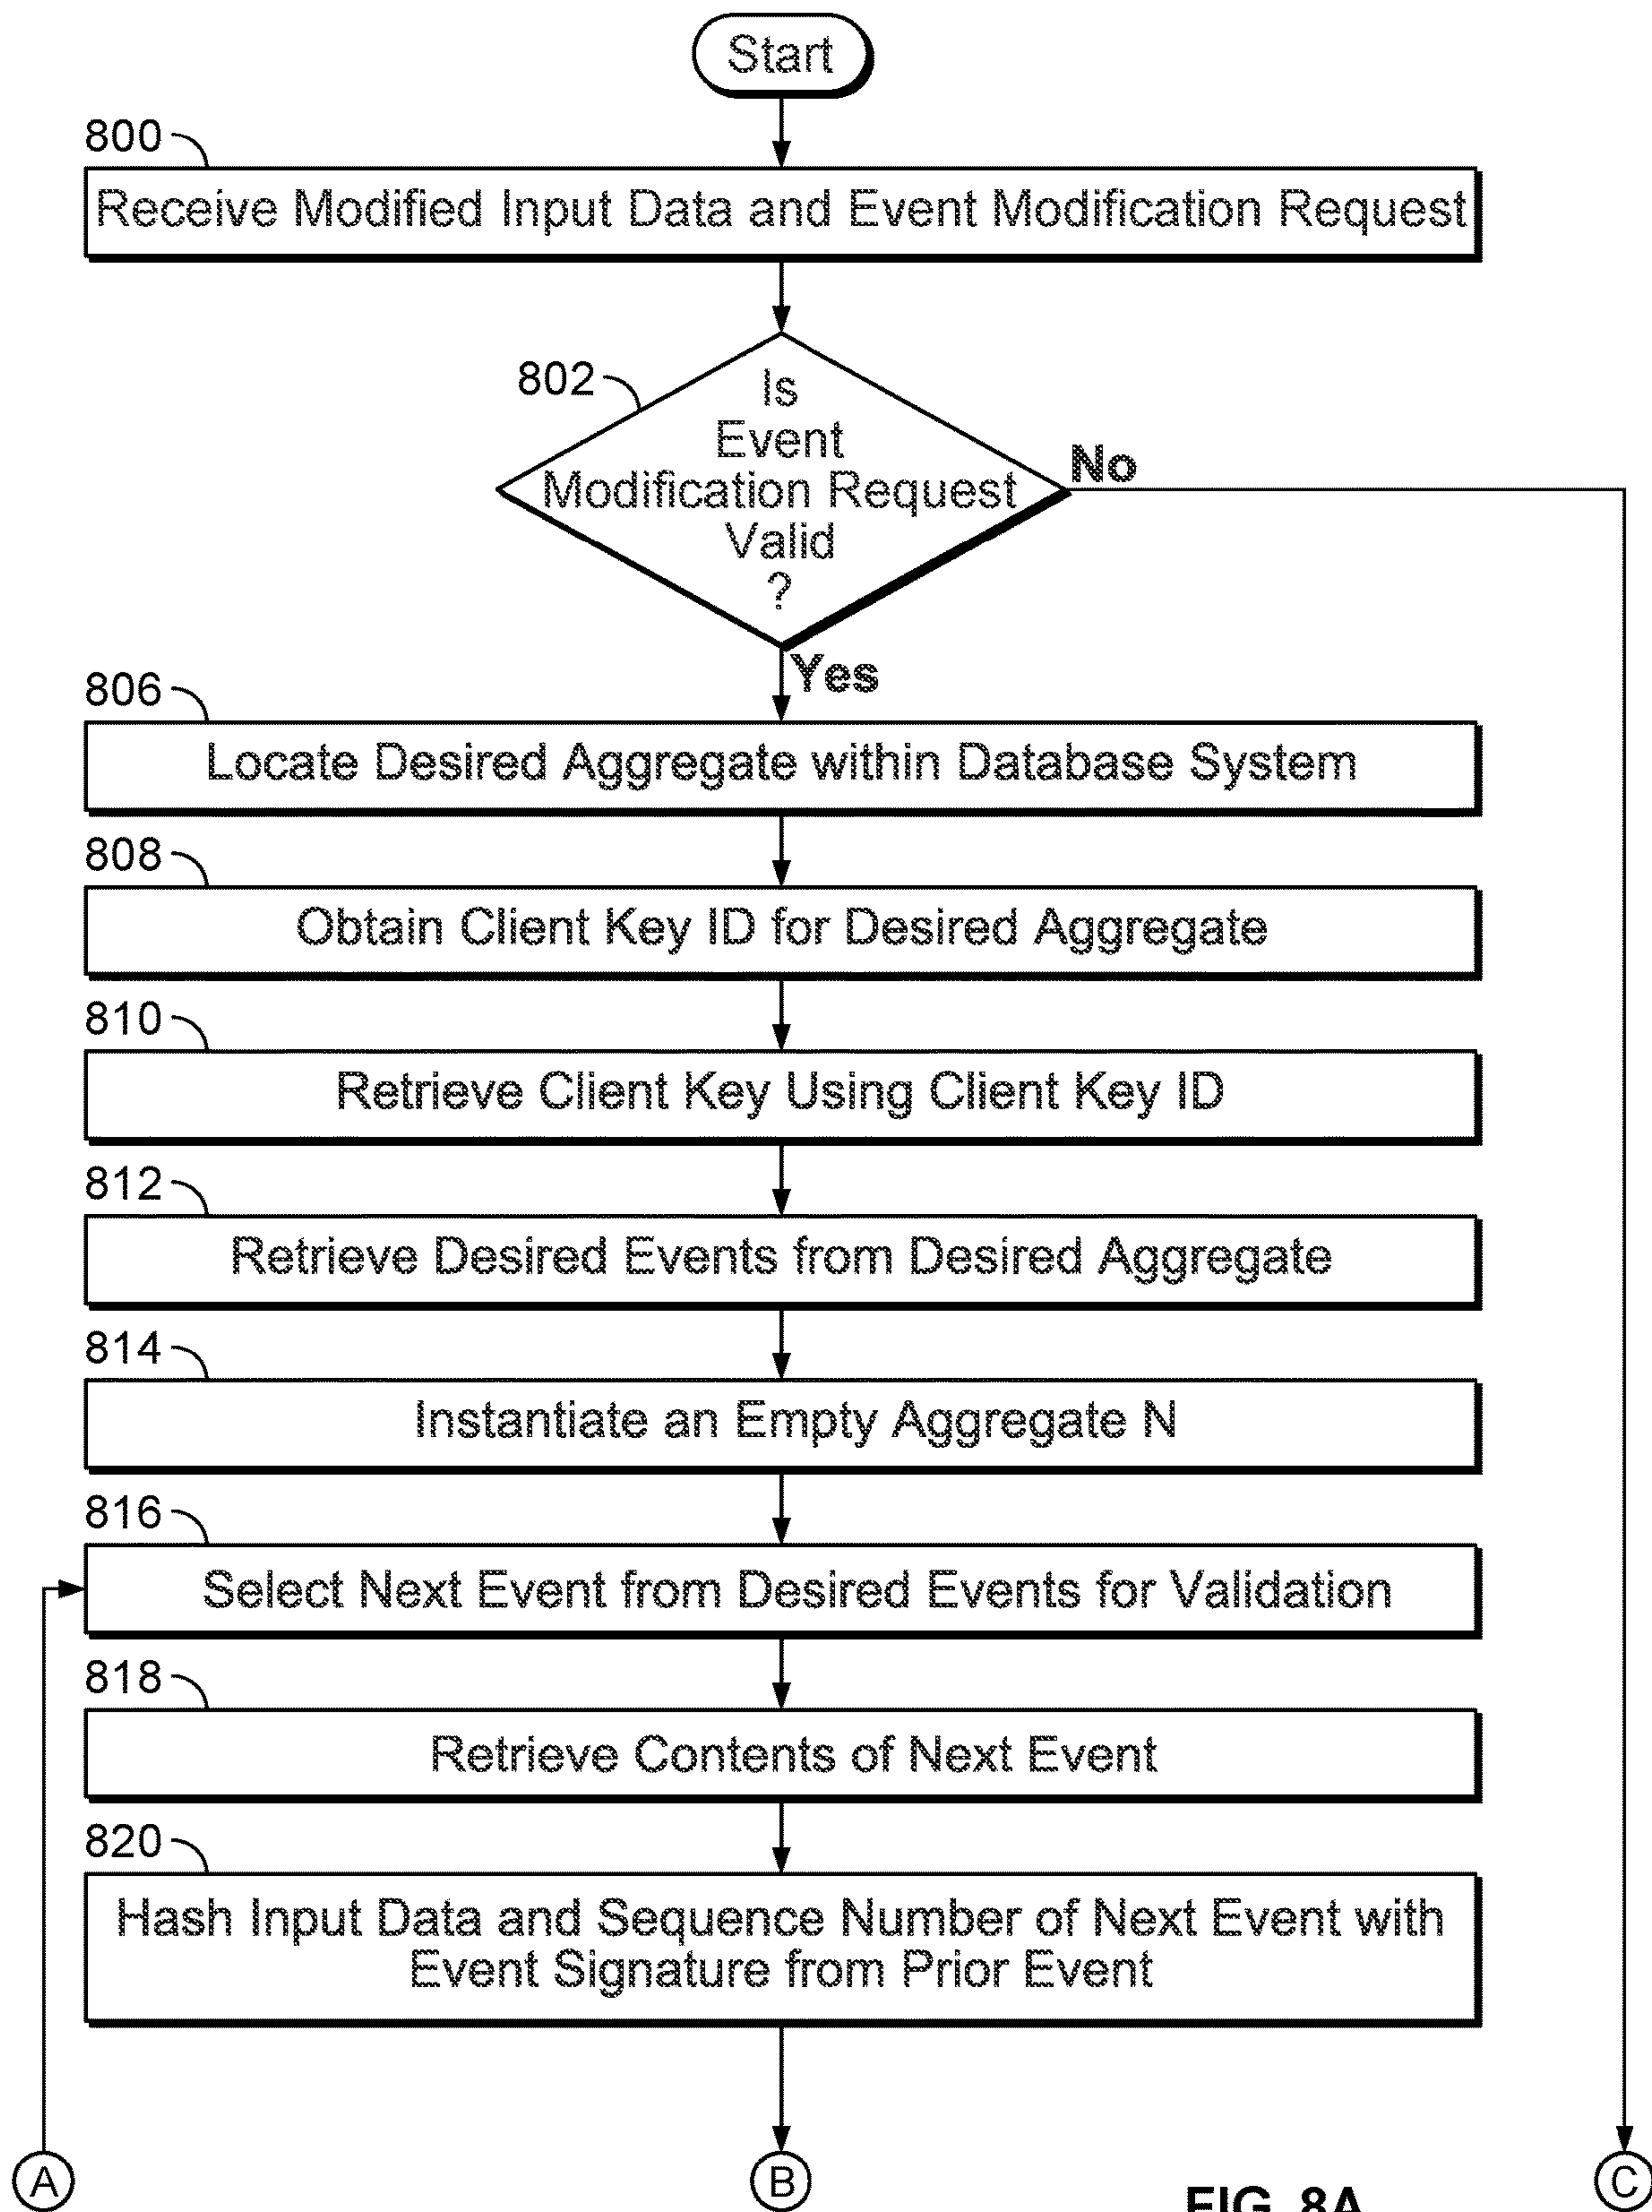 Start
800
Receive Modified Input Data and Event Modification Request
802
Is
Event
Modification Request
Valid
?
No
Yes
806
Locate Desired Aggregate within Database System
808
Obtain Client Key ID for Desired Aggregate
810
Retrieve Client Key Using Client Key ID
812
Retrieve Desired Events from Desired Aggregate
814
Instantiate an Empty Aggregate N
816
Select Next Event from Desired Events for Validation
818
Retrieve Contents of Next Event
820
Hash Input Data and Sequence Number of Next Event with
Event Signature from Prior Event
A
B
C
FIG. 8A